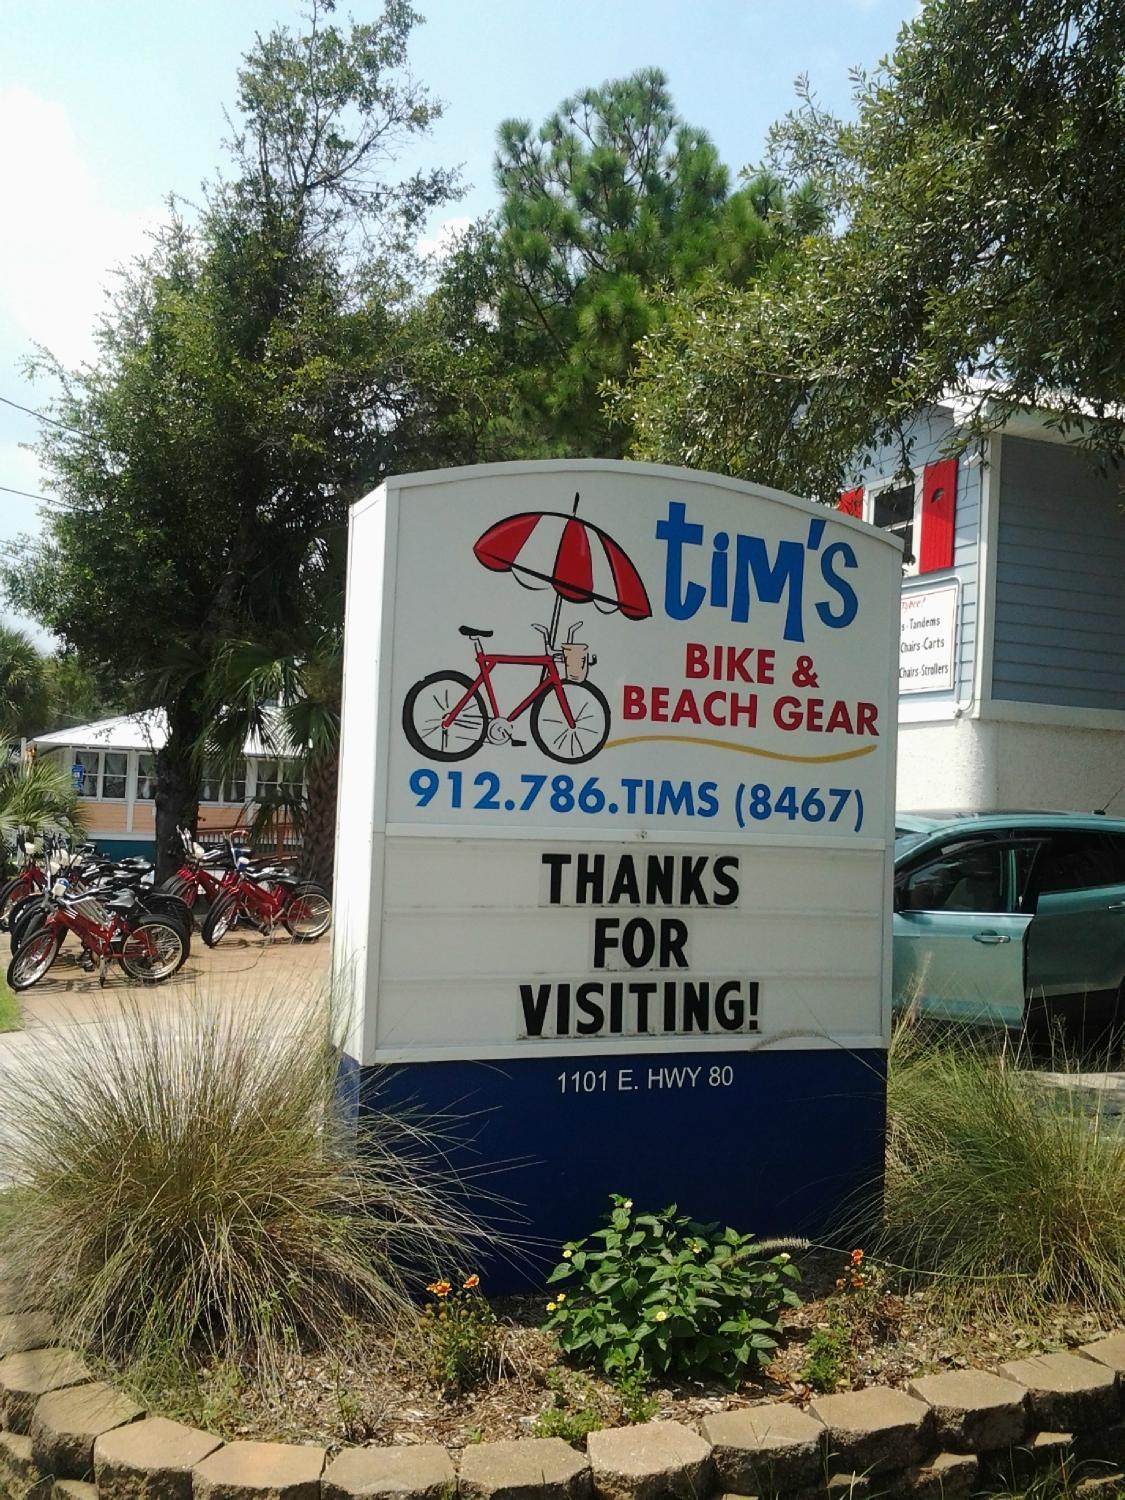 tim's
BIKE &
BEACH GEAR
912.786.TIMS (8467)
THANKS
FOR
VISITING!
1101 E. HWY 80
Tybee!
s - Tandems
Chairs - Carts
Chairs - Strollers